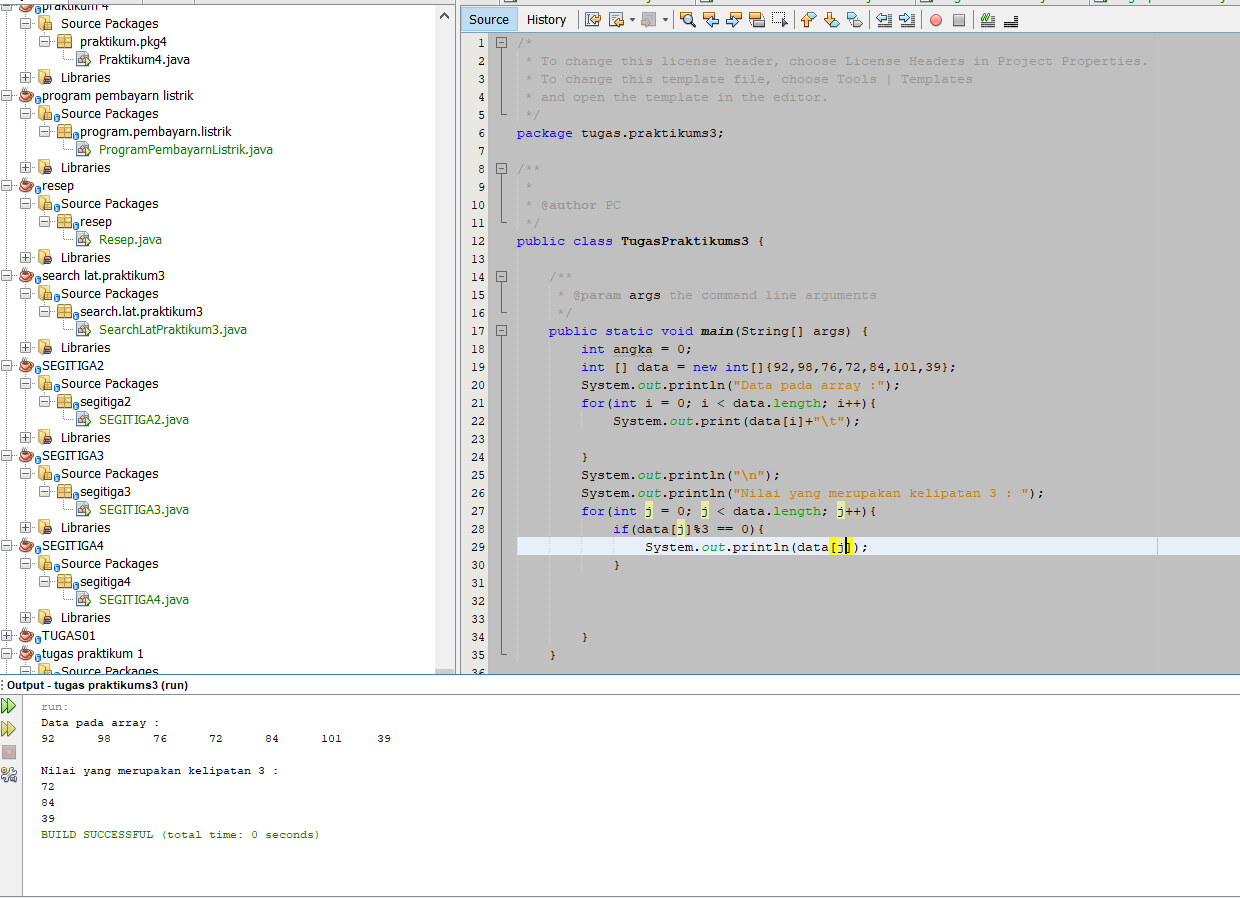 praktikum 4
Source Packages
praktikum.pkg4
Praktikum4.java
Libraries
program pembayarn listrik
Source Packages
program.pembayarn.listrik
ProgramPembayarnListrik.java
Libraries
resep
Source Packages
resep
Resep.java
Libraries
search lat.praktikum3
Source Packages
search.lat.praktikum3
SearchLatPraktikum3.java
Libraries
SEGITIGA2
Source Packages
segitiga2
SEGITIGA2.java
Libraries
SEGITIGA3
Source Packages
segitiga3
SEGITIGA3.java
Libraries
SEGITIGA4
Source Packages
segitiga4
SEGITIGA4.java
Libraries
TUGAS01
tugas praktikum 1
Source Packages
Source History
1 /*
2 * To change this license header, choose License Headers in Project Properties.
3 * To change this template file, choose Tools | Templates
4 * and open the template in the editor.
5 */
6 package tugas.praktikums3;
7
8 /**
9 *
10 * @author PC
11 */
12 public class TugasPraktikums3 {
13
14 /**
15 * @param args the command line arguments
16 */
17 public static void main(String[] args) {
18 int angka = 0;
19 int [] data = new int[]{92,98,76,72,84,101,39};
20 System.out.println("Data pada array :");
21 for(int i = 0; i < data.length; i++){
22 System.out.print(data[i]+"\t");
23
24 }
25 System.out.println("\n");
26 System.out.println("Nilai yang merupakan kelipatan 3 : ");
27 for(int j = 0; j < data.length; j++){
28 if(data[j]%3 == 0){
29 System.out.println(data[j]);
30 }
31
32
33
34 }
35 }
36
Output - tugas praktikums3 (run)
run:
Data pada array :
92 98 76 72 84 101 39
Nilai yang merupakan kelipatan 3 :
72
84
39
BUILD SUCCESSFUL (total time: 0 seconds)